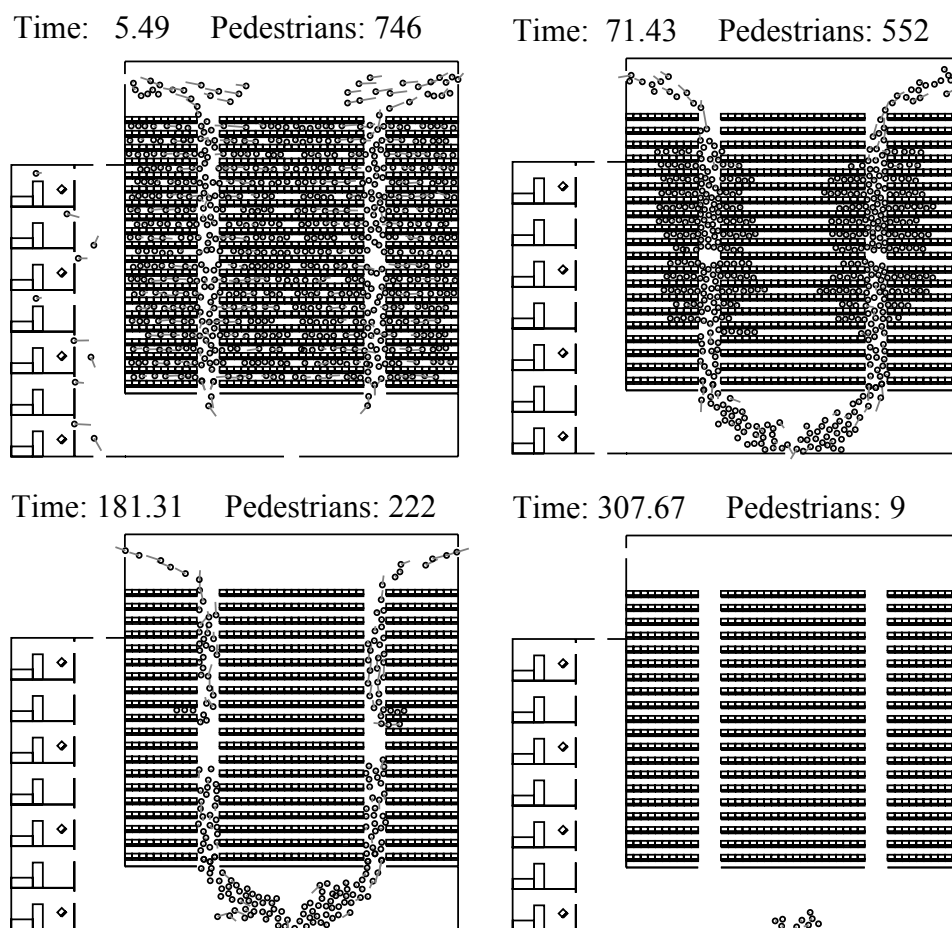 Time: 5.49 Pedestrians: 746
Time: 71.43 Pedestrians: 552
Time: 181.31 Pedestrians: 222
Time: 307.67 Pedestrians: 9